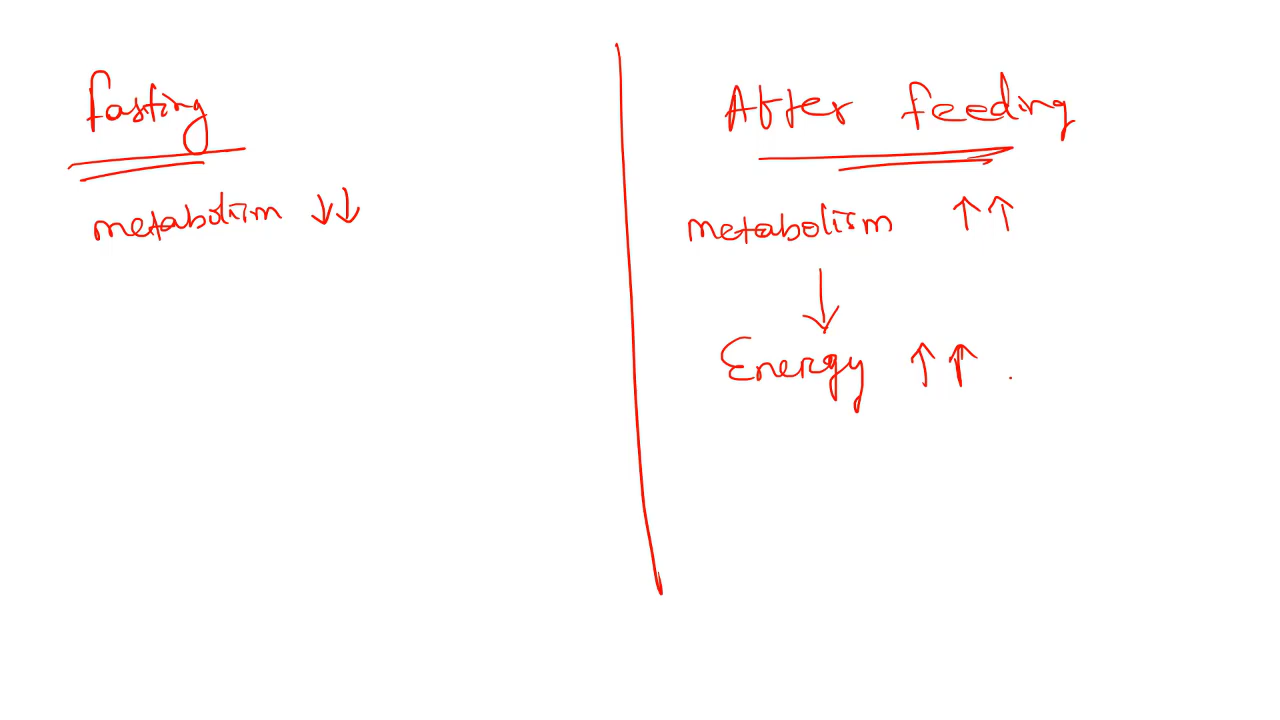 fasting
metabolism ↓↓
After feeding
metabolism ↑↑
↓
Energy ↑↑ .